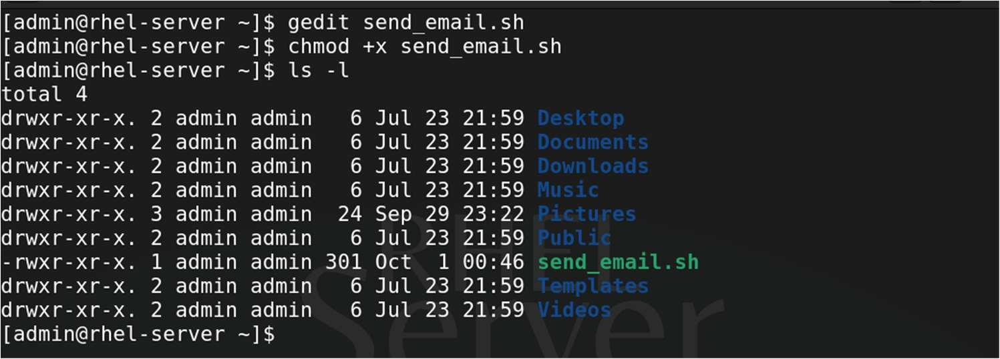 [admin@rhel-server ~]$ gedit send_email.sh
[admin@rhel-server ~]$ chmod +x send_email.sh
[admin@rhel-server ~]$ ls -l
total 4
drwxr-xr-x. 2 admin admin   6 Jul 23 21:59 Desktop
drwxr-xr-x. 2 admin admin   6 Jul 23 21:59 Documents
drwxr-xr-x. 2 admin admin   6 Jul 23 21:59 Downloads
drwxr-xr-x. 2 admin admin   6 Jul 23 21:59 Music
drwxr-xr-x. 3 admin admin  24 Sep 29 23:22 Pictures
drwxr-xr-x. 2 admin admin   6 Jul 23 21:59 Public
-rwxr-xr-x. 1 admin admin 301 Oct  1 00:46 send_email.sh
drwxr-xr-x. 2 admin admin   6 Jul 23 21:59 Templates
drwxr-xr-x. 2 admin admin   6 Jul 23 21:59 Videos
[admin@rhel-server ~]$
RHEL
Server